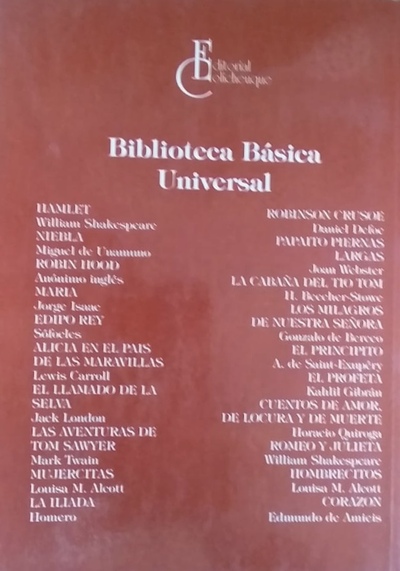 Editorial
Colicheuque
Biblioteca Básica
Universal
HAMLET
William Shakespeare
NIEBLA
Miguel de Unamuno
ROBIN HOOD
Anónimo inglés
MARIA
Jorge Isaac
EDIPO REY
Sófocles
ALICIA EN EL PAIS
DE LAS MARAVILLAS
Lewis Carroll
EL LLAMADO DE LA
SELVA
Jack London
LAS AVENTURAS DE
TOM SAWYER
Mark Twain
MUJERCITAS
Louisa M. Alcott
LA ILIADA
Homero
ROBINSON CRUSOE
Daniel Defoe
PAPAITO PIERNAS
LARGAS
Joan Webster
LA CABAÑA DEL TIO TOM
H. Beecher-Stowe
LOS MILAGROS
DE NUESTRA SEÑORA
Gonzalo de Berceo
EL PRINCIPITO
A. de Saint-Exupéry
EL PROFETA
Kahlil Gibrán
CUENTOS DE AMOR,
DE LOCURA Y DE MUERTE
Horacio Quiroga
ROMEO Y JULIETA
William Shakespeare
HOMBRECITOS
Louisa M. Alcott
CORAZON
Edmundo de Amicis